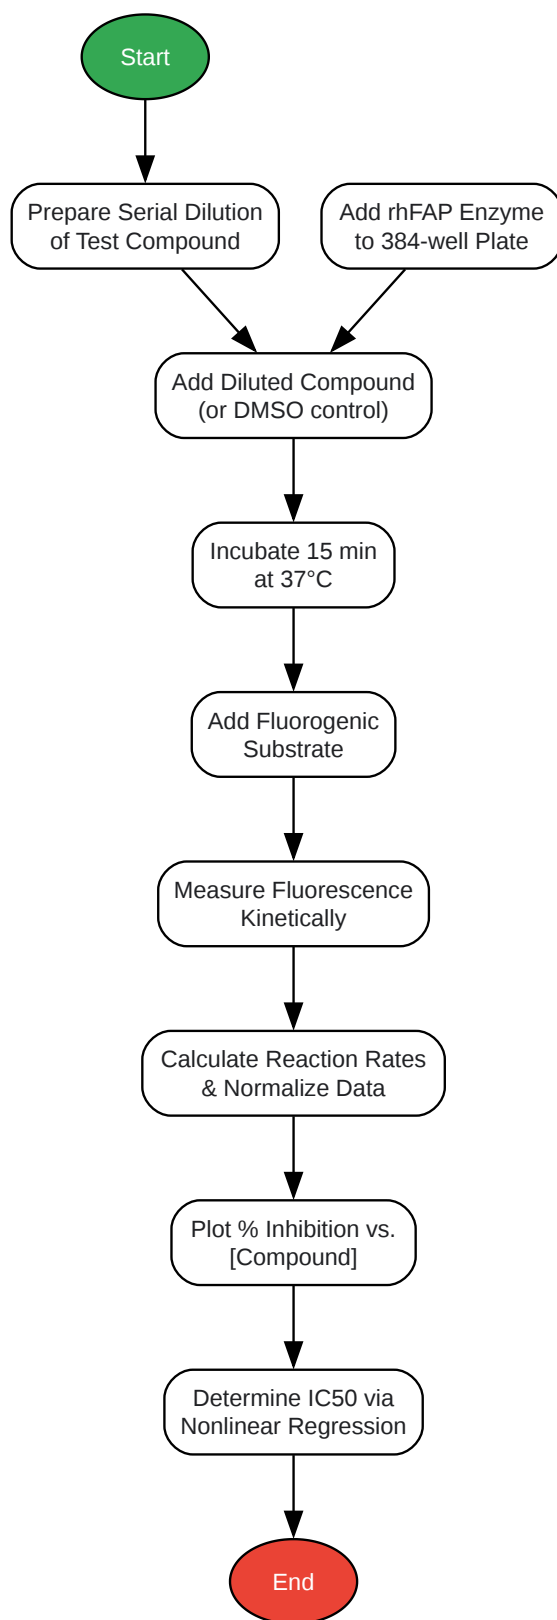 Start
Prepare Serial Dilution
of Test Compound
Add rhFAP Enzyme
to 384-well Plate
Add Diluted Compound
(or DMSO control)
Incubate 15 min
at 37°C
Add Fluorogenic
Substrate
Measure Fluorescence
Kinetically
Calculate Reaction Rates
& Normalize Data
Plot % Inhibition vs.
[Compound]
Determine IC50 via
Nonlinear Regression
End